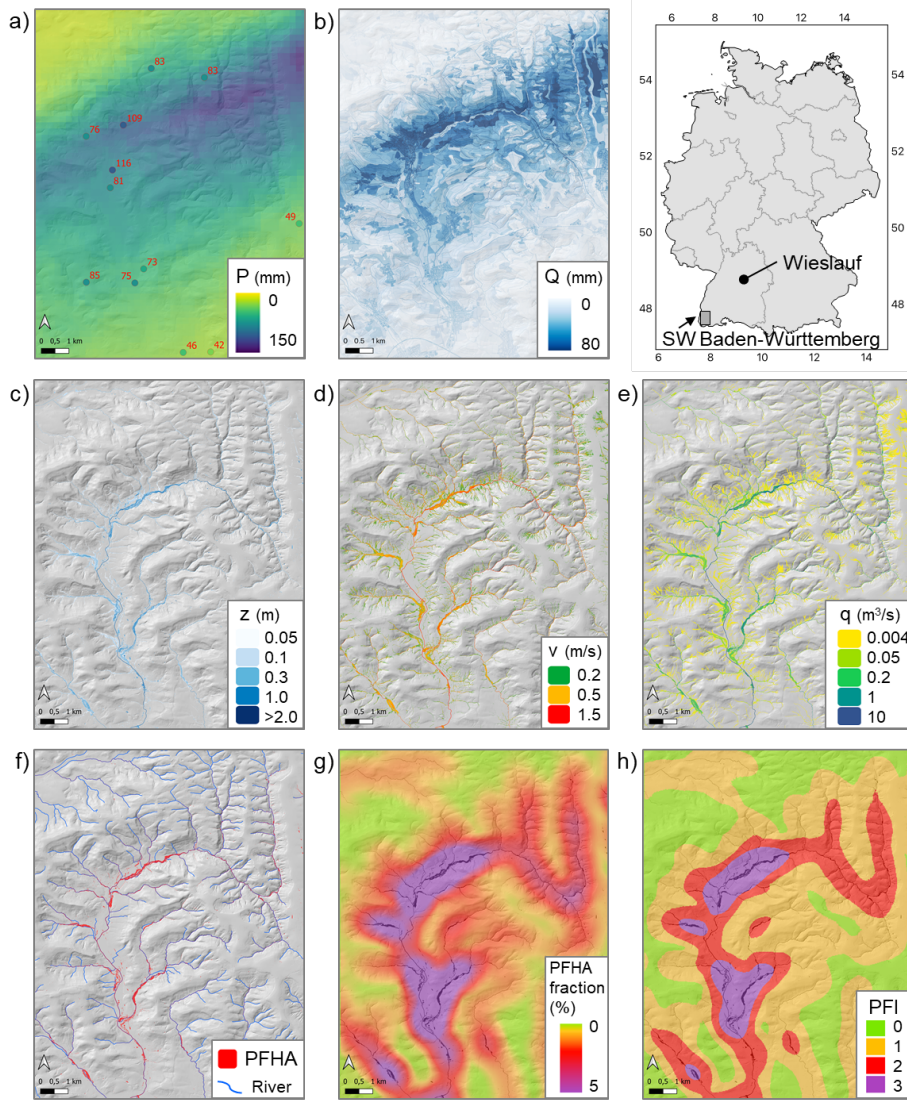 a)
83
83
109
76
116
81
49
73
85
75
46
42
P (mm)
0
150
0 0,5 1 km
b)
Q (mm)
0
80
0 0,5 1 km
6 8 10 12 14
54
54
52
52
50
50
48
48
Wieslauf
SW Baden-Württemberg
6 8 10 12 14
c)
z (m)
0.05
0.1
0.3
1.0
>2.0
0 0,5 1 km
d)
v (m/s)
0.2
0.5
1.5
0 0,5 1 km
e)
q (m³/s)
0.004
0.05
0.2
1
10
0 0,5 1 km
f)
PFHA
River
0 0,5 1 km
g)
PFHA
fraction
(%)
0
5
0 0,5 1 km
h)
PFI
0
1
2
3
0 0,5 1 km